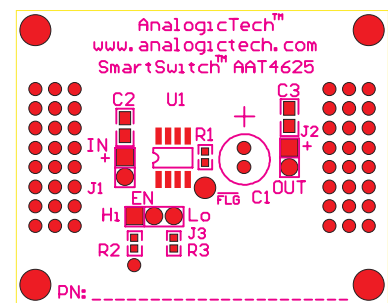 AnalogicTech™
www.analogictech.com
SmartSwitch™ AAT4625
C2 U1 C3
IN R1 J2
+ +
J1 FLG C1 OUT
EN
Hi Lo
J3
R2 R3
PN: